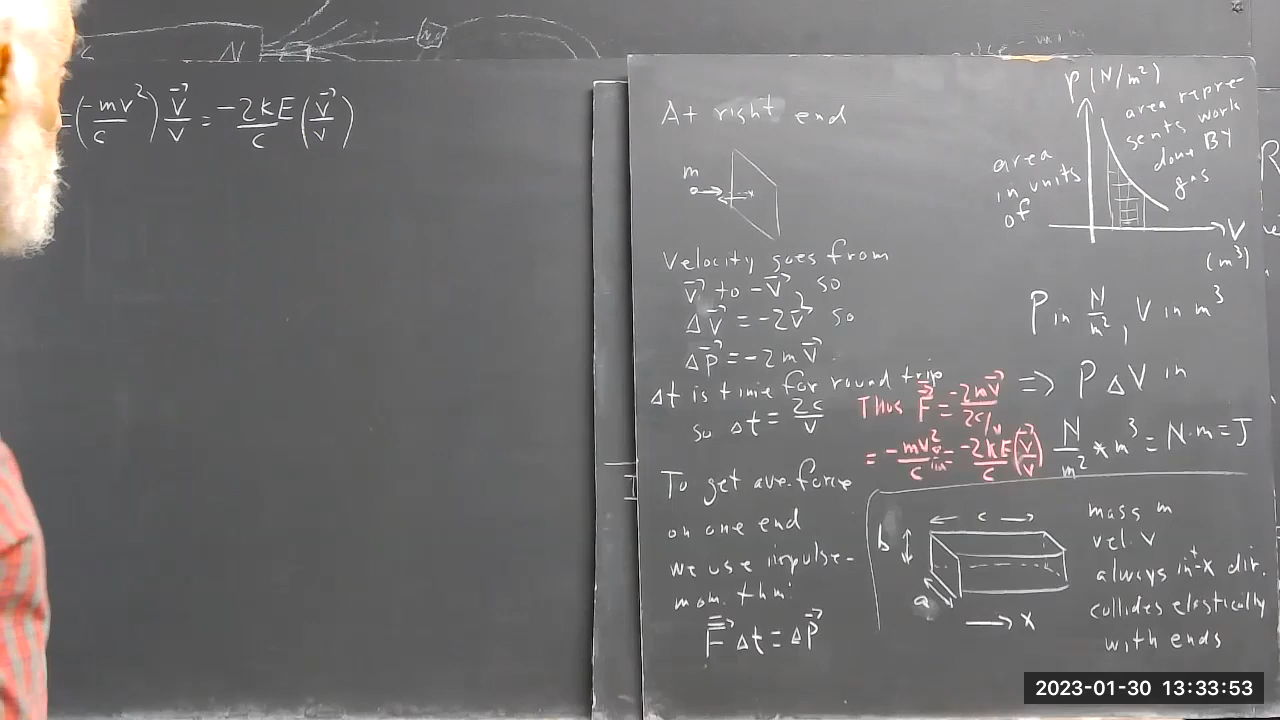 = (-mv²/c) v⃗/v = -2KE/c (v⃗/v)
At right end
m
Velocity goes from
v⃗ to -v⃗, so
Δv⃗ = -2v⃗ so
Δp⃗ = -2mv⃗
Δt is time for round trip
so Δt = 2c/v
Thus F⃗ = -2mv⃗/(2c/v)
-2KE/c (v⃗/v)
To get ave. force
on one end
we use impulse-
mom. thm:
F⃗ Δt = Δp⃗
P (N/m²)
area repre-
sents work
done BY
gas
area
in units
of
V
(m³)
P in N/m², V in m³
=> PΔV in
N/m² * m³ = N·m = J
c
b
a
→ x
mass m
vel. v
always in +-x dir.
collides elastically
with ends
2023-01-30 13:33:53